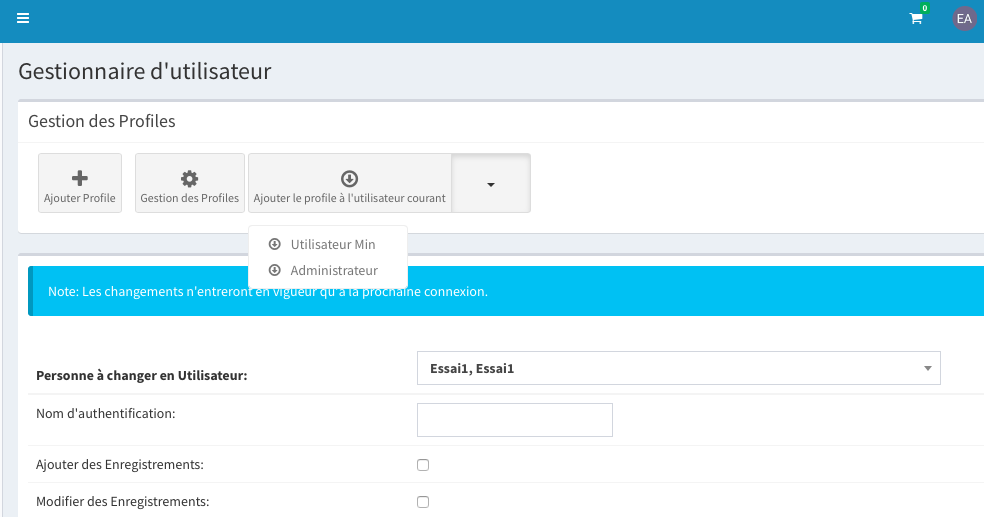 0
EA
Gestionnaire d'utilisateur
Gestion des Profiles
Ajouter Profile
Gestion des Profiles
Ajouter le profile à l'utilisateur courant
Utilisateur Min
Administrateur
Note: Les changements n'entreront en vigueur qu'à la prochaine connexion.
Personne à changer en Utilisateur:
Essai1, Essai1
Nom d'authentification:
Ajouter des Enregistrements:
Modifier des Enregistrements: